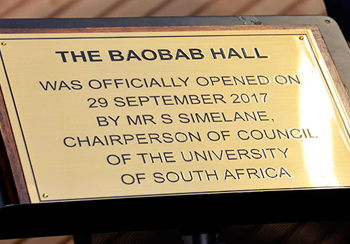 THE BAOBAB HALL
WAS OFFICIALLY OPENED ON
29 SEPTEMBER 2017
BY MR S SIMELANE,
CHAIRPERSON OF COUNCIL
OF THE UNIVERSITY
OF SOUTH AFRICA